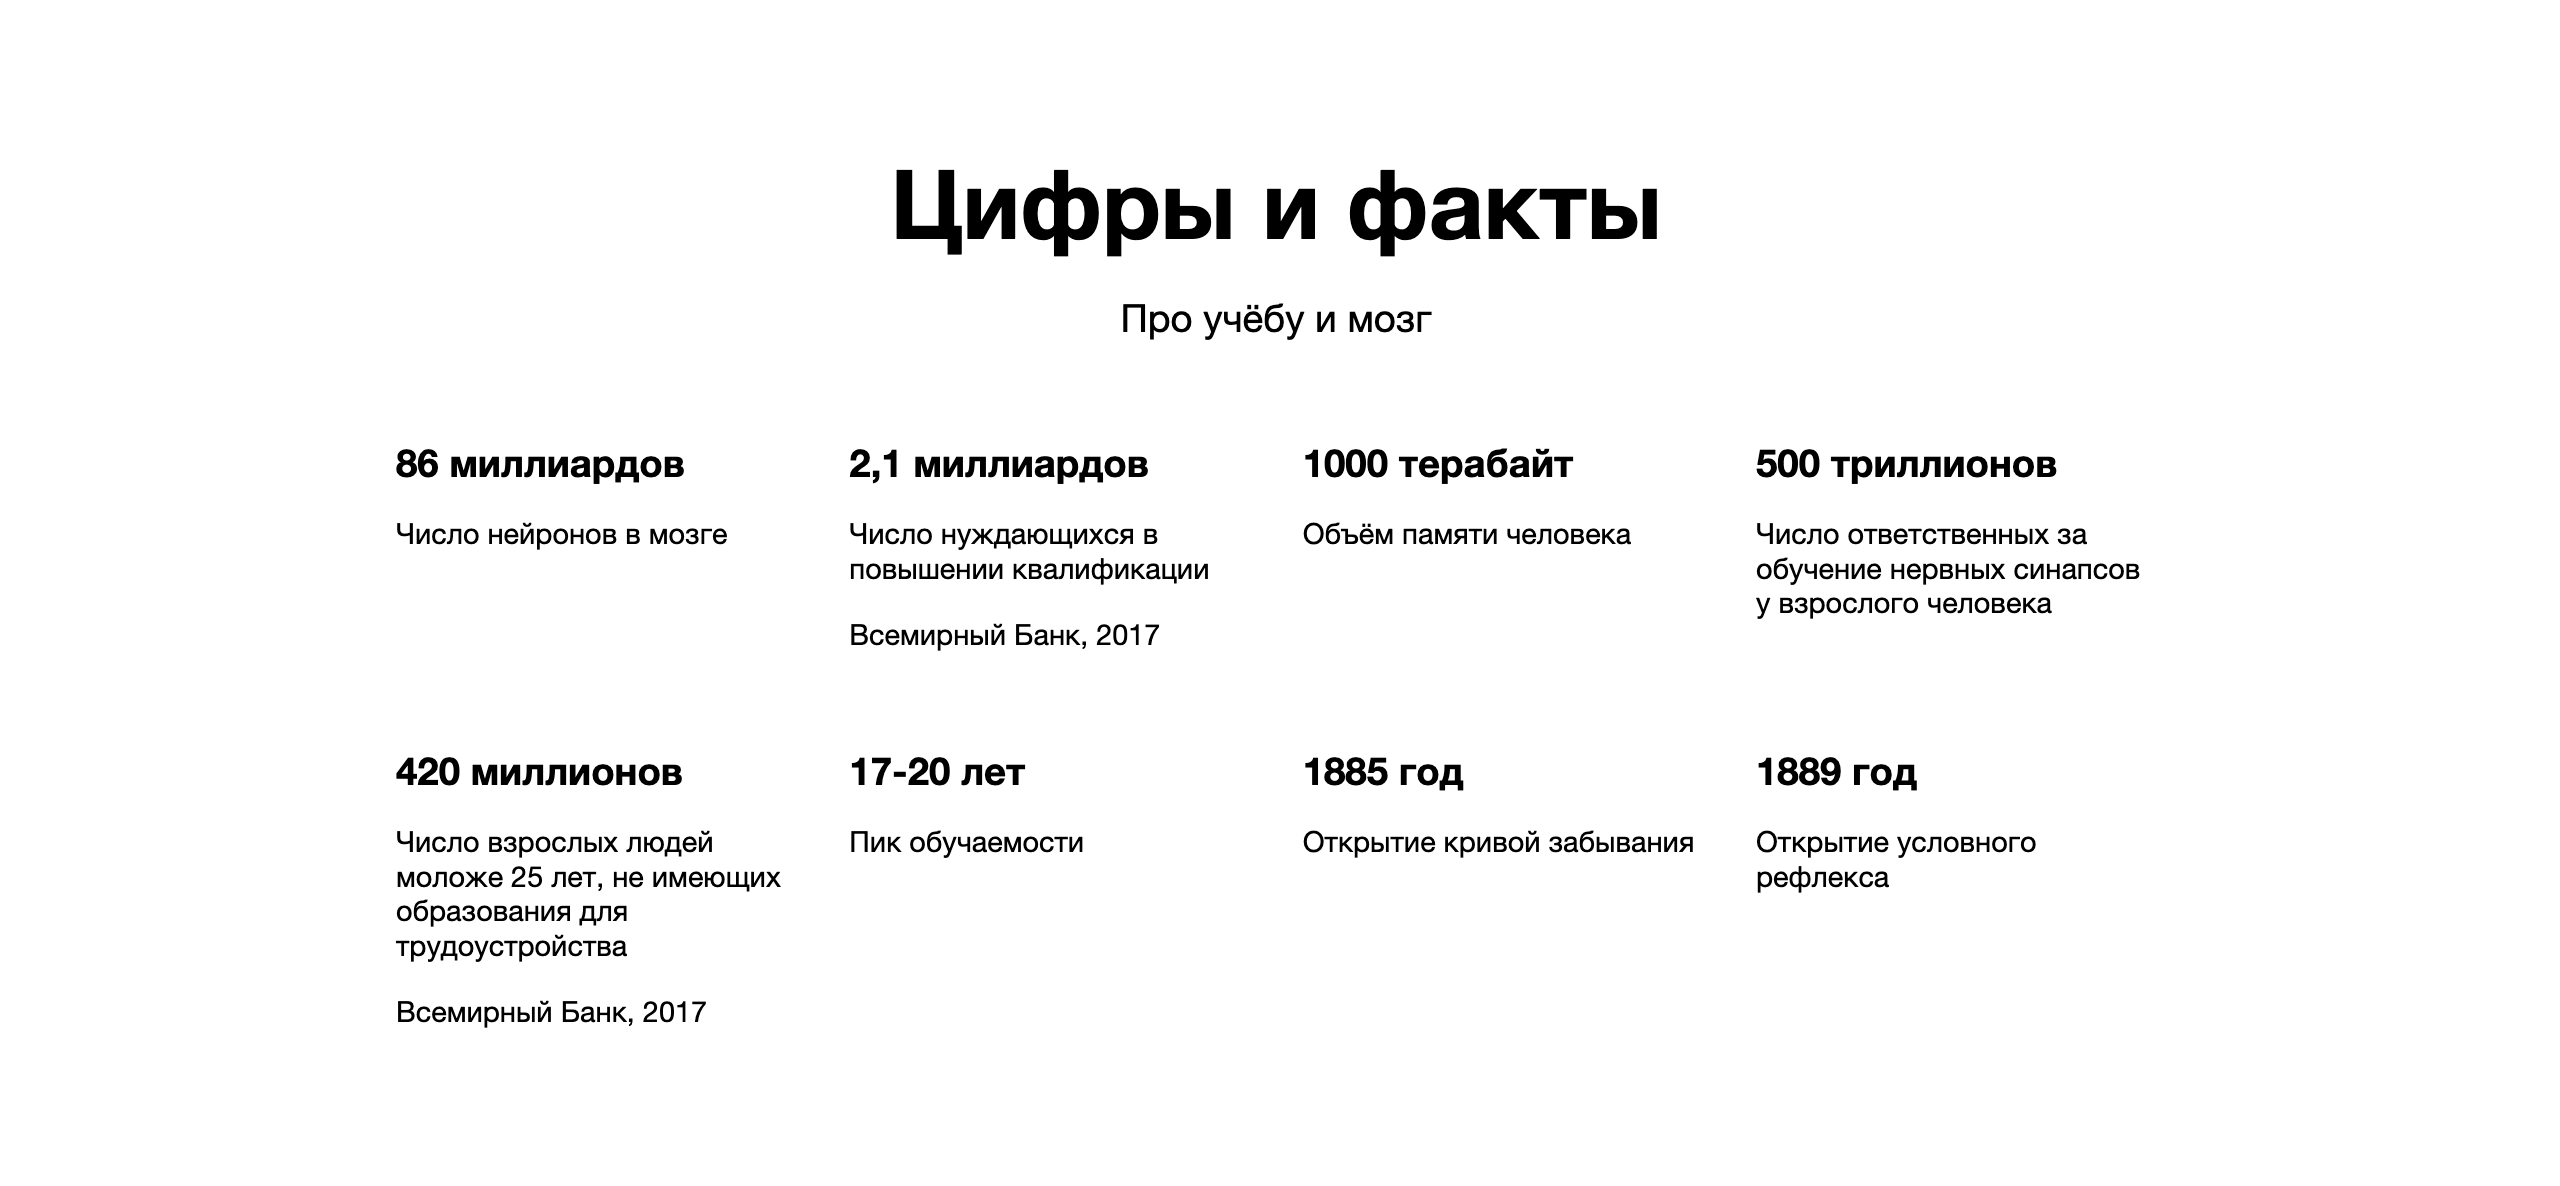 Цифры и факты
Про учёбу и мозг
86 миллиардов
Число нейронов в мозге
2,1 миллиардов
Число нуждающихся в
повышении квалификации
Всемирный Банк, 2017
1000 терабайт
Объём памяти человека
500 триллионов
Число ответственных за
обучение нервных синапсов
у взрослого человека
420 миллионов
Число взрослых людей
моложе 25 лет, не имеющих
образования для
трудоустройства
Всемирный Банк, 2017
17-20 лет
Пик обучаемости
1885 год
Открытие кривой забывания
1889 год
Открытие условного
рефлекса